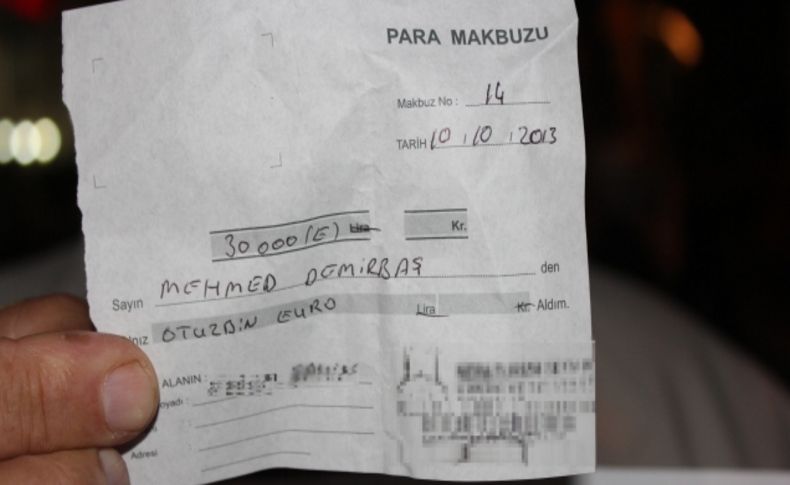 PARA MAKBUZU
Makbuz No : 14
TARİH 10 . 10 . 2013
30 000 (E) Lira Kr.
Sayın MEHMED DEMİRBAŞ den
OTUZBİN EURO Lira Kr. Aldım.
ALANIN :
Adresi